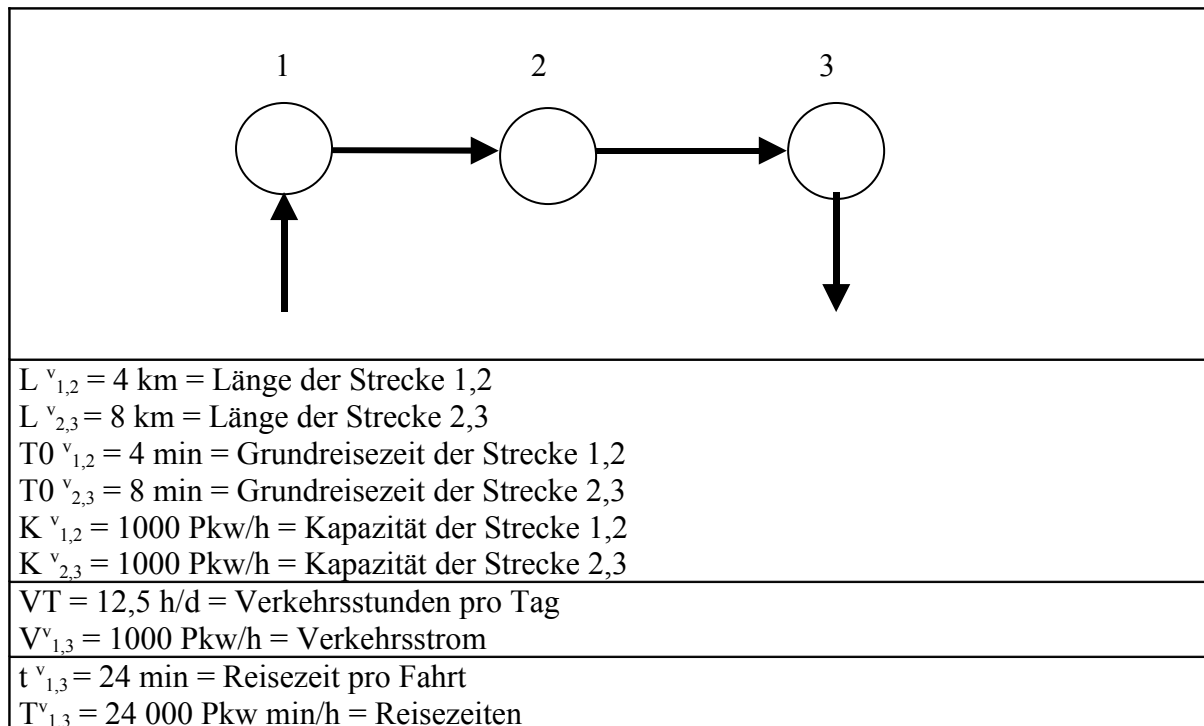 1 2 3
L ᵛ₁,₂ = 4 km = Länge der Strecke 1,2
L ᵛ₂,₃ = 8 km = Länge der Strecke 2,3
T0 ᵛ₁,₂ = 4 min = Grundreisezeit der Strecke 1,2
T0 ᵛ₂,₃ = 8 min = Grundreisezeit der Strecke 2,3
K ᵛ₁,₂ = 1000 Pkw/h = Kapazität der Strecke 1,2
K ᵛ₂,₃ = 1000 Pkw/h = Kapazität der Strecke 2,3
VT = 12,5 h/d = Verkehrsstunden pro Tag
Vᵛ₁,₃ = 1000 Pkw/h = Verkehrsstrom
t ᵛ₁,₃ = 24 min = Reisezeit pro Fahrt
Tᵛ₁,₃ = 24 000 Pkw min/h = Reisezeiten